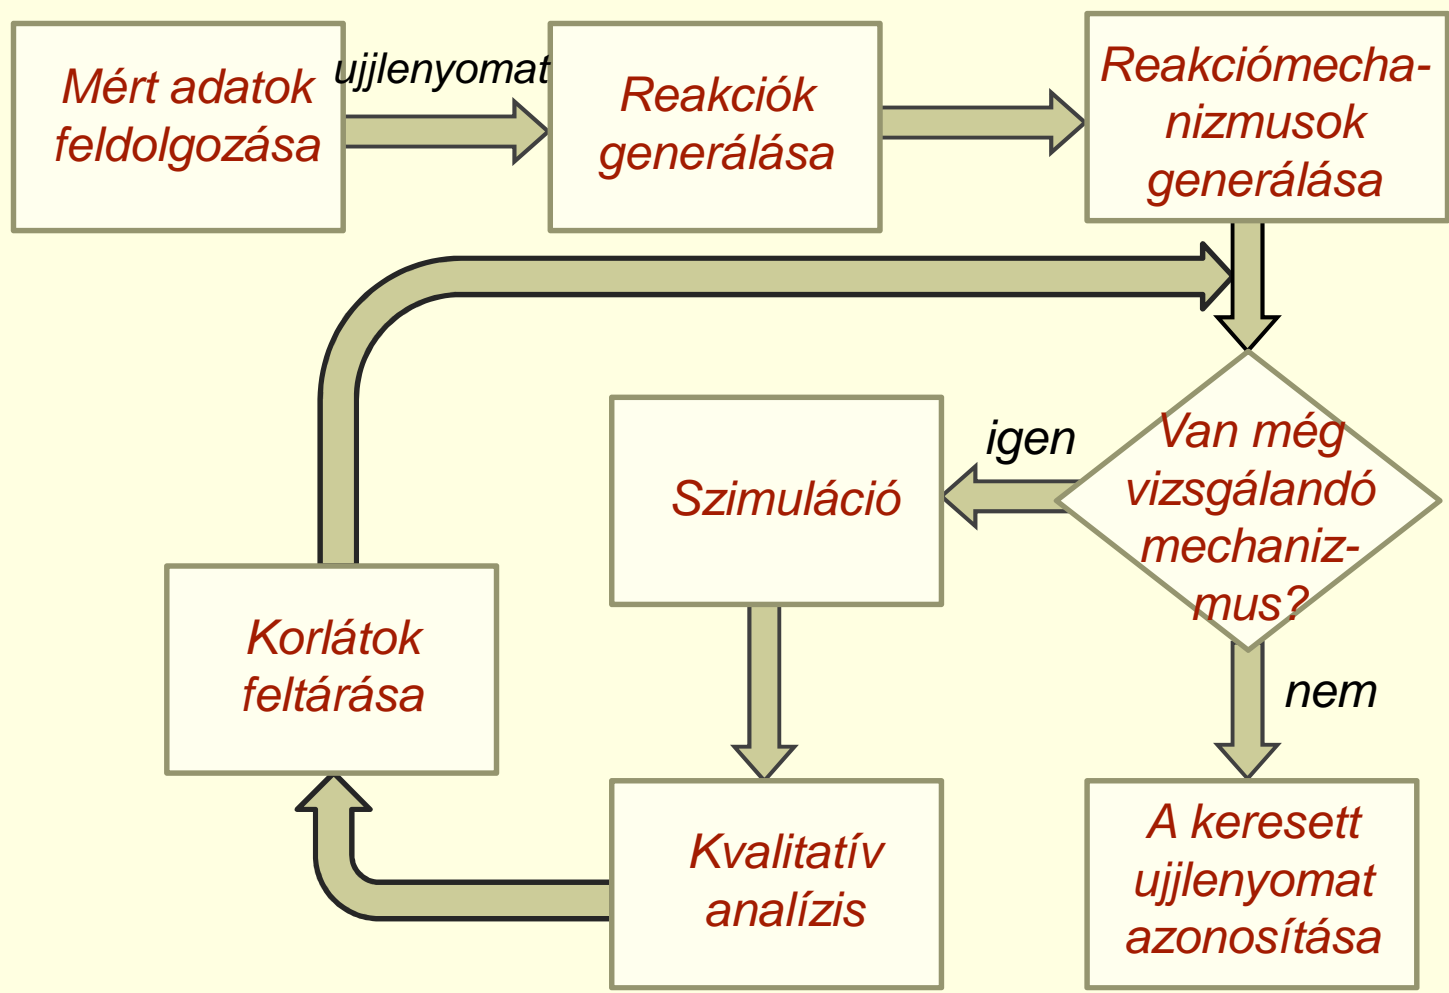 Mért adatok
feldolgozása
ujjlenyomat
Reakciók
generálása
Reakciómecha-
nizmusok
generálása
Van még
vizsgálandó
mechaniz-
mus?
igen
Szimuláció
Kvalitatív
analízis
Korlátok
feltárása
nem
A keresett
ujjlenyomat
azonosítása